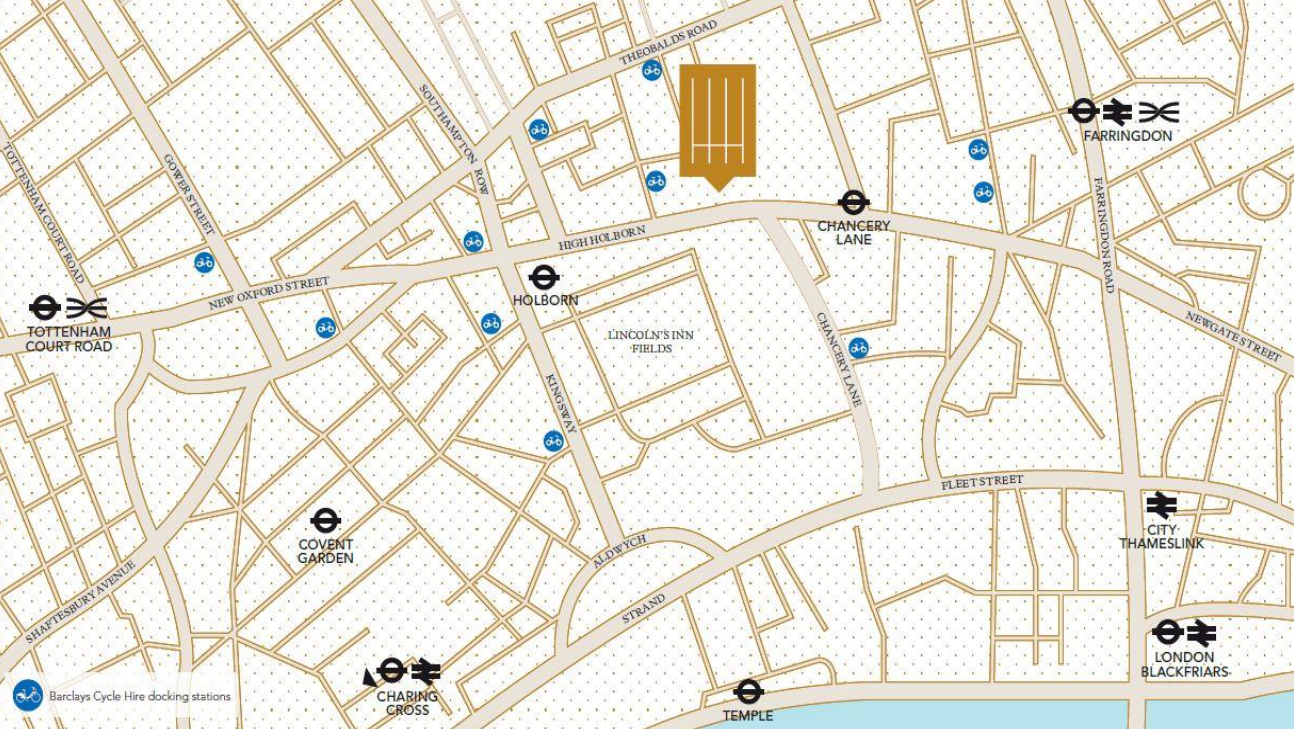 THEOBALDS ROAD
SOUTHAMPTON ROW
FARRINGDON
TOTTENHAM COURT ROAD
GOWER STREET
FARRINGDON ROAD
HIGH HOLBORN
CHANCERY
LANE
NEW OXFORD STREET
HOLBORN
TOTTENHAM
COURT ROAD
LINCOLN'S INN
FIELDS
CHANCERY LANE
NEWGATE STREET
KINGSWAY
FLEET STREET
COVENT
GARDEN
CITY
THAMESLINK
ALDWYCH
SHAFTESBURY AVENUE
STRAND
LONDON
BLACKFRIARS
Barclays Cycle Hire docking stations
CHARING
CROSS
TEMPLE